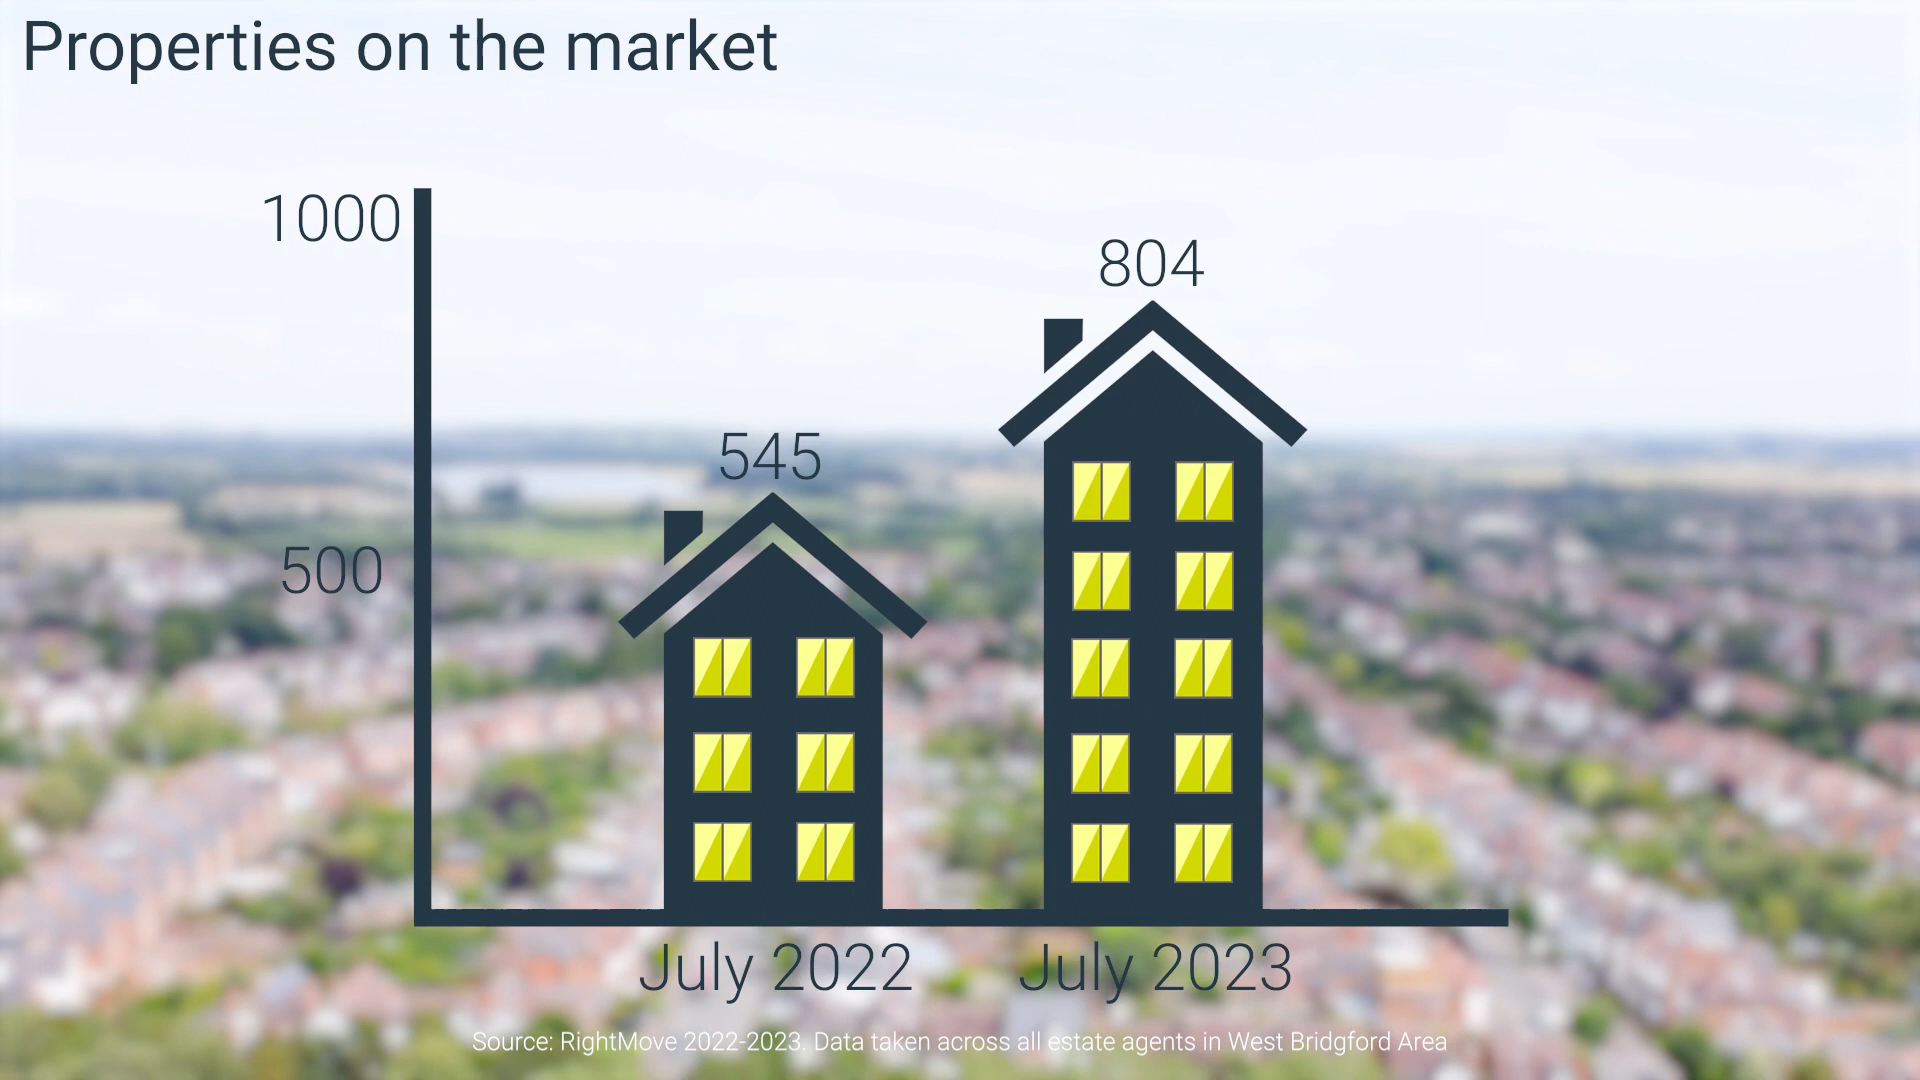 Properties on the market
1000
804
545
500
July 2022
July 2023
Source: RightMove 2022-2023. Data taken across all estate agents in West Bridgford Area